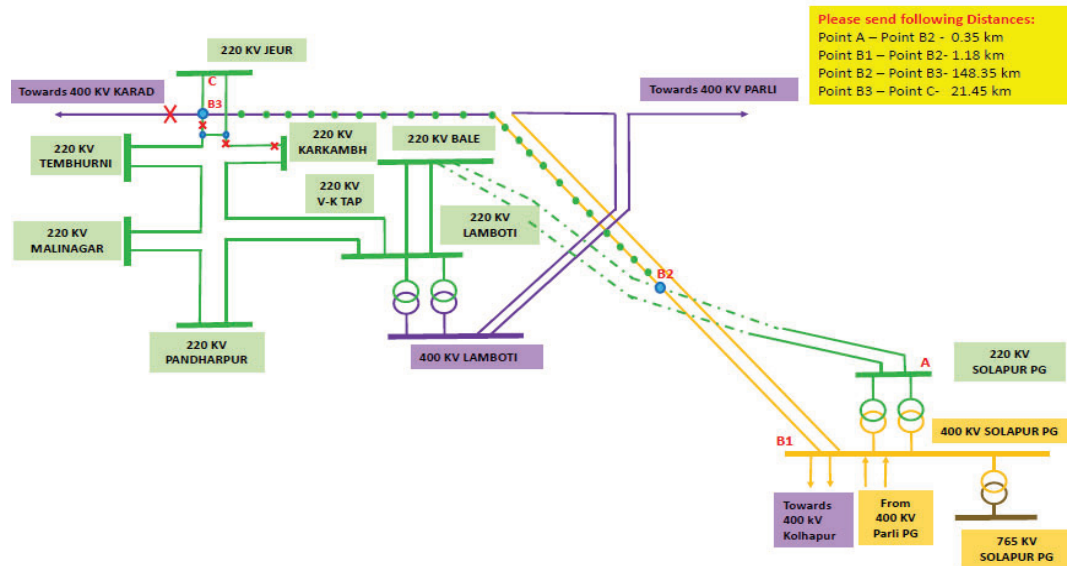 Please send following Distances:
Point A – Point B2 - 0.35 km
Point B1 – Point B2- 1.18 km
Point B2 – Point B3- 148.35 km
Point B3 – Point C- 21.45 km
220 KV JEUR
Towards 400 KV KARAD
C
B3
Towards 400 KV PARLI
220 KV
TEMBHURNI
220 KV
KARKAMBH
220 KV BALE
220 KV
V-K TAP
220 KV
LAMBOTI
220 KV
MALINAGAR
B2
220 KV
PANDHARPUR
400 KV LAMBOTI
A
220 KV
SOLAPUR PG
B1
400 KV SOLAPUR PG
Towards
400 kV
Kolhapur
From
400 KV
Parli PG
765 KV
SOLAPUR PG